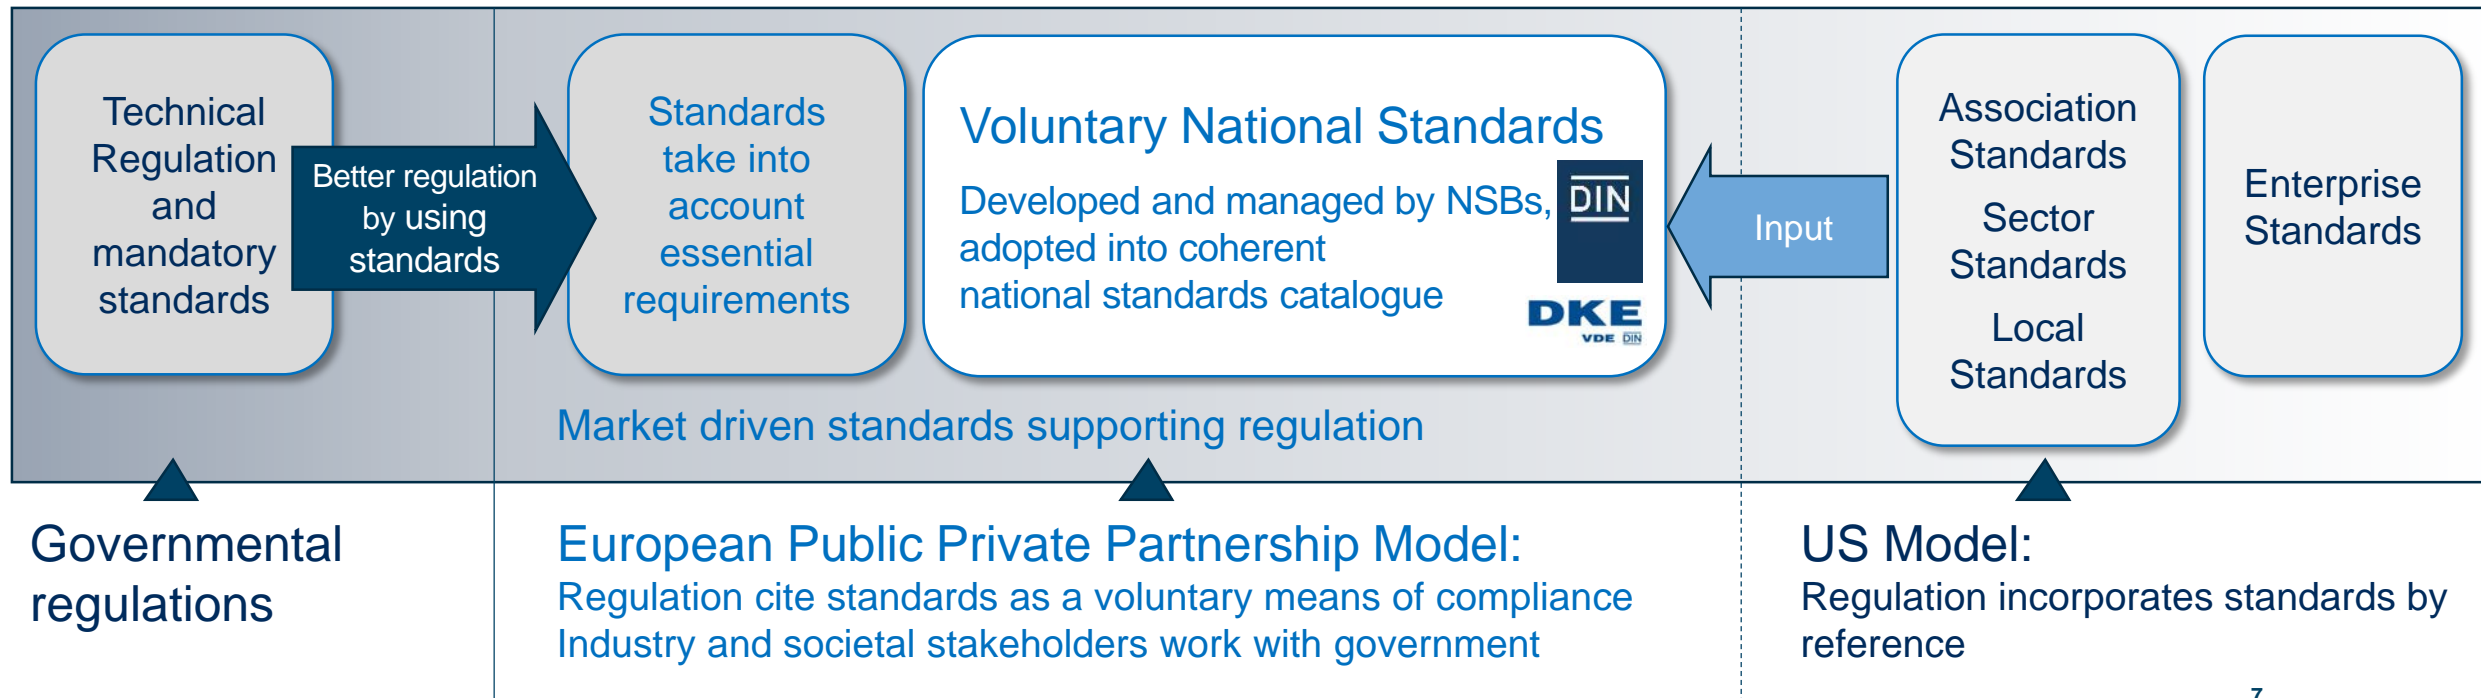 Technical
Regulation
and
mandatory
standards
Better regulation
by using
standards
Standards
take into
account
essential
requirements
Voluntary National Standards
Developed and managed by NSBs,
adopted into coherent
national standards catalogue
DIN
DKE
VDE DIN
Input
Association
Standards
Sector
Standards
Local
Standards
Enterprise
Standards
Market driven standards supporting regulation
Governmental
regulations
European Public Private Partnership Model:
Regulation cite standards as a voluntary means of compliance
Industry and societal stakeholders work with government
US Model:
Regulation incorporates standards by
reference
7